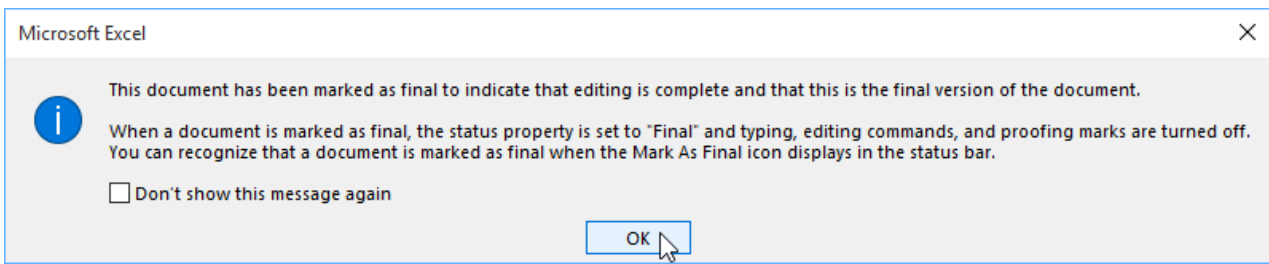 Microsoft Excel
This document has been marked as final to indicate that editing is complete and that this is the final version of the document.
When a document is marked as final, the status property is set to "Final" and typing, editing commands, and proofing marks are turned off.
You can recognize that a document is marked as final when the Mark As Final icon displays in the status bar.
Don't show this message again
OK